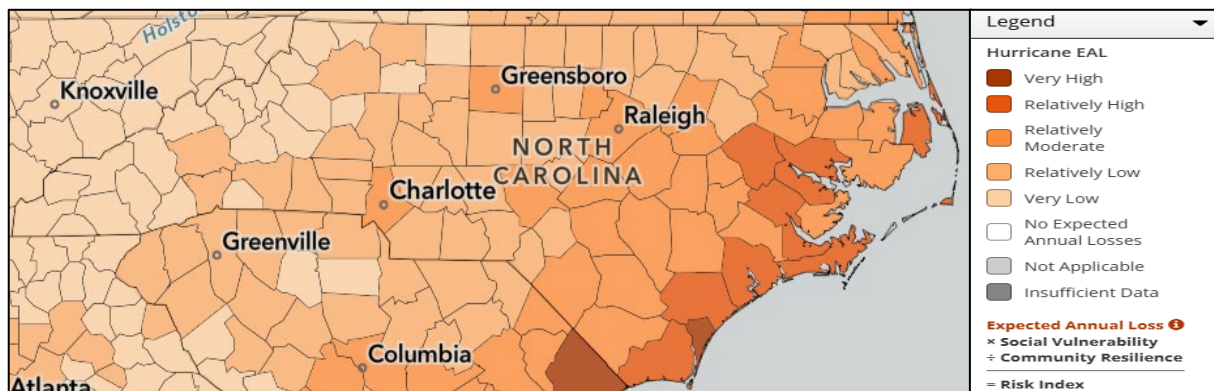 Holsto
Knoxville
Greensboro
Raleigh
NORTH
CAROLINA
Charlotte
Greenville
Columbia
Atlanta
Legend
Hurricane EAL
Very High
Relatively High
Relatively
Moderate
Relatively Low
Very Low
No Expected
Annual Losses
Not Applicable
Insufficient Data
Expected Annual Loss
× Social Vulnerability
÷ Community Resilience
= Risk Index